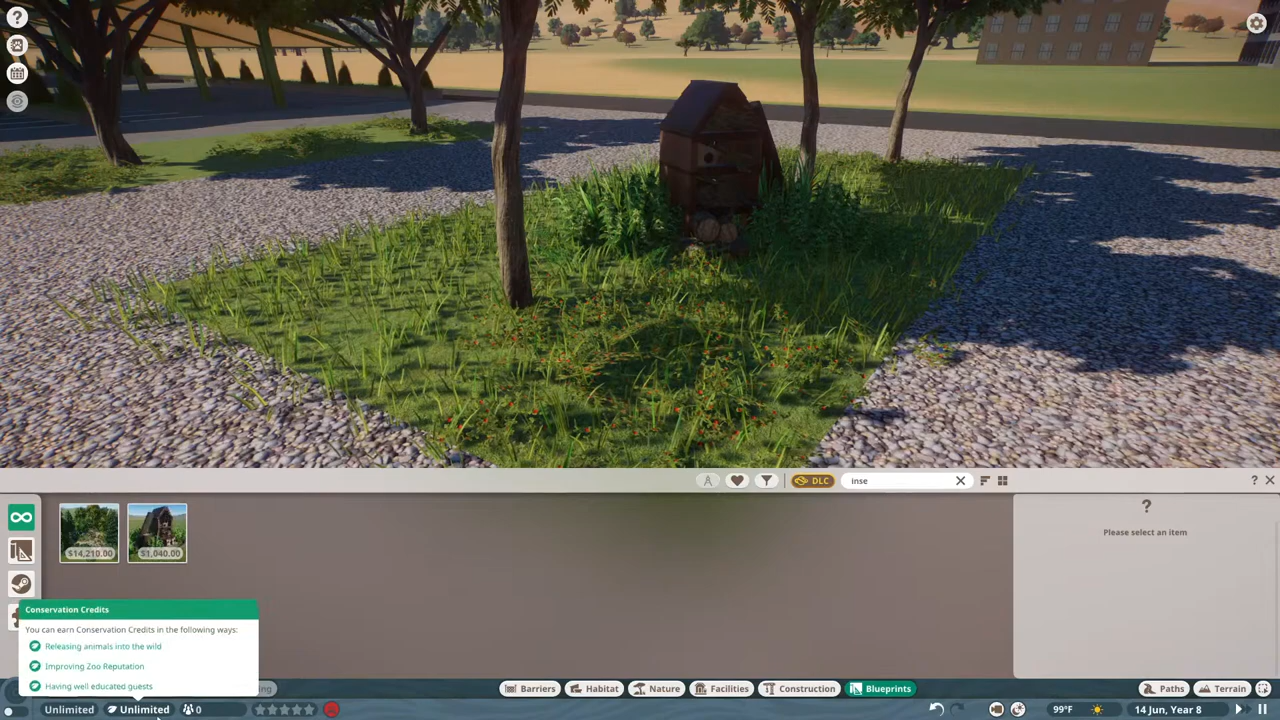 ?
DLC
inse
?
?
Please select an item
$14,210.00
$1,040.00
Conservation Credits
You can earn Conservation Credits in the following ways:
Releasing animals into the wild
Improving Zoo Reputation
Having well educated guests
Barriers
Habitat
Nature
Facilities
Construction
Blueprints
Paths
Terrain
Unlimited
Unlimited
0
99°F
14 Jun, Year 8